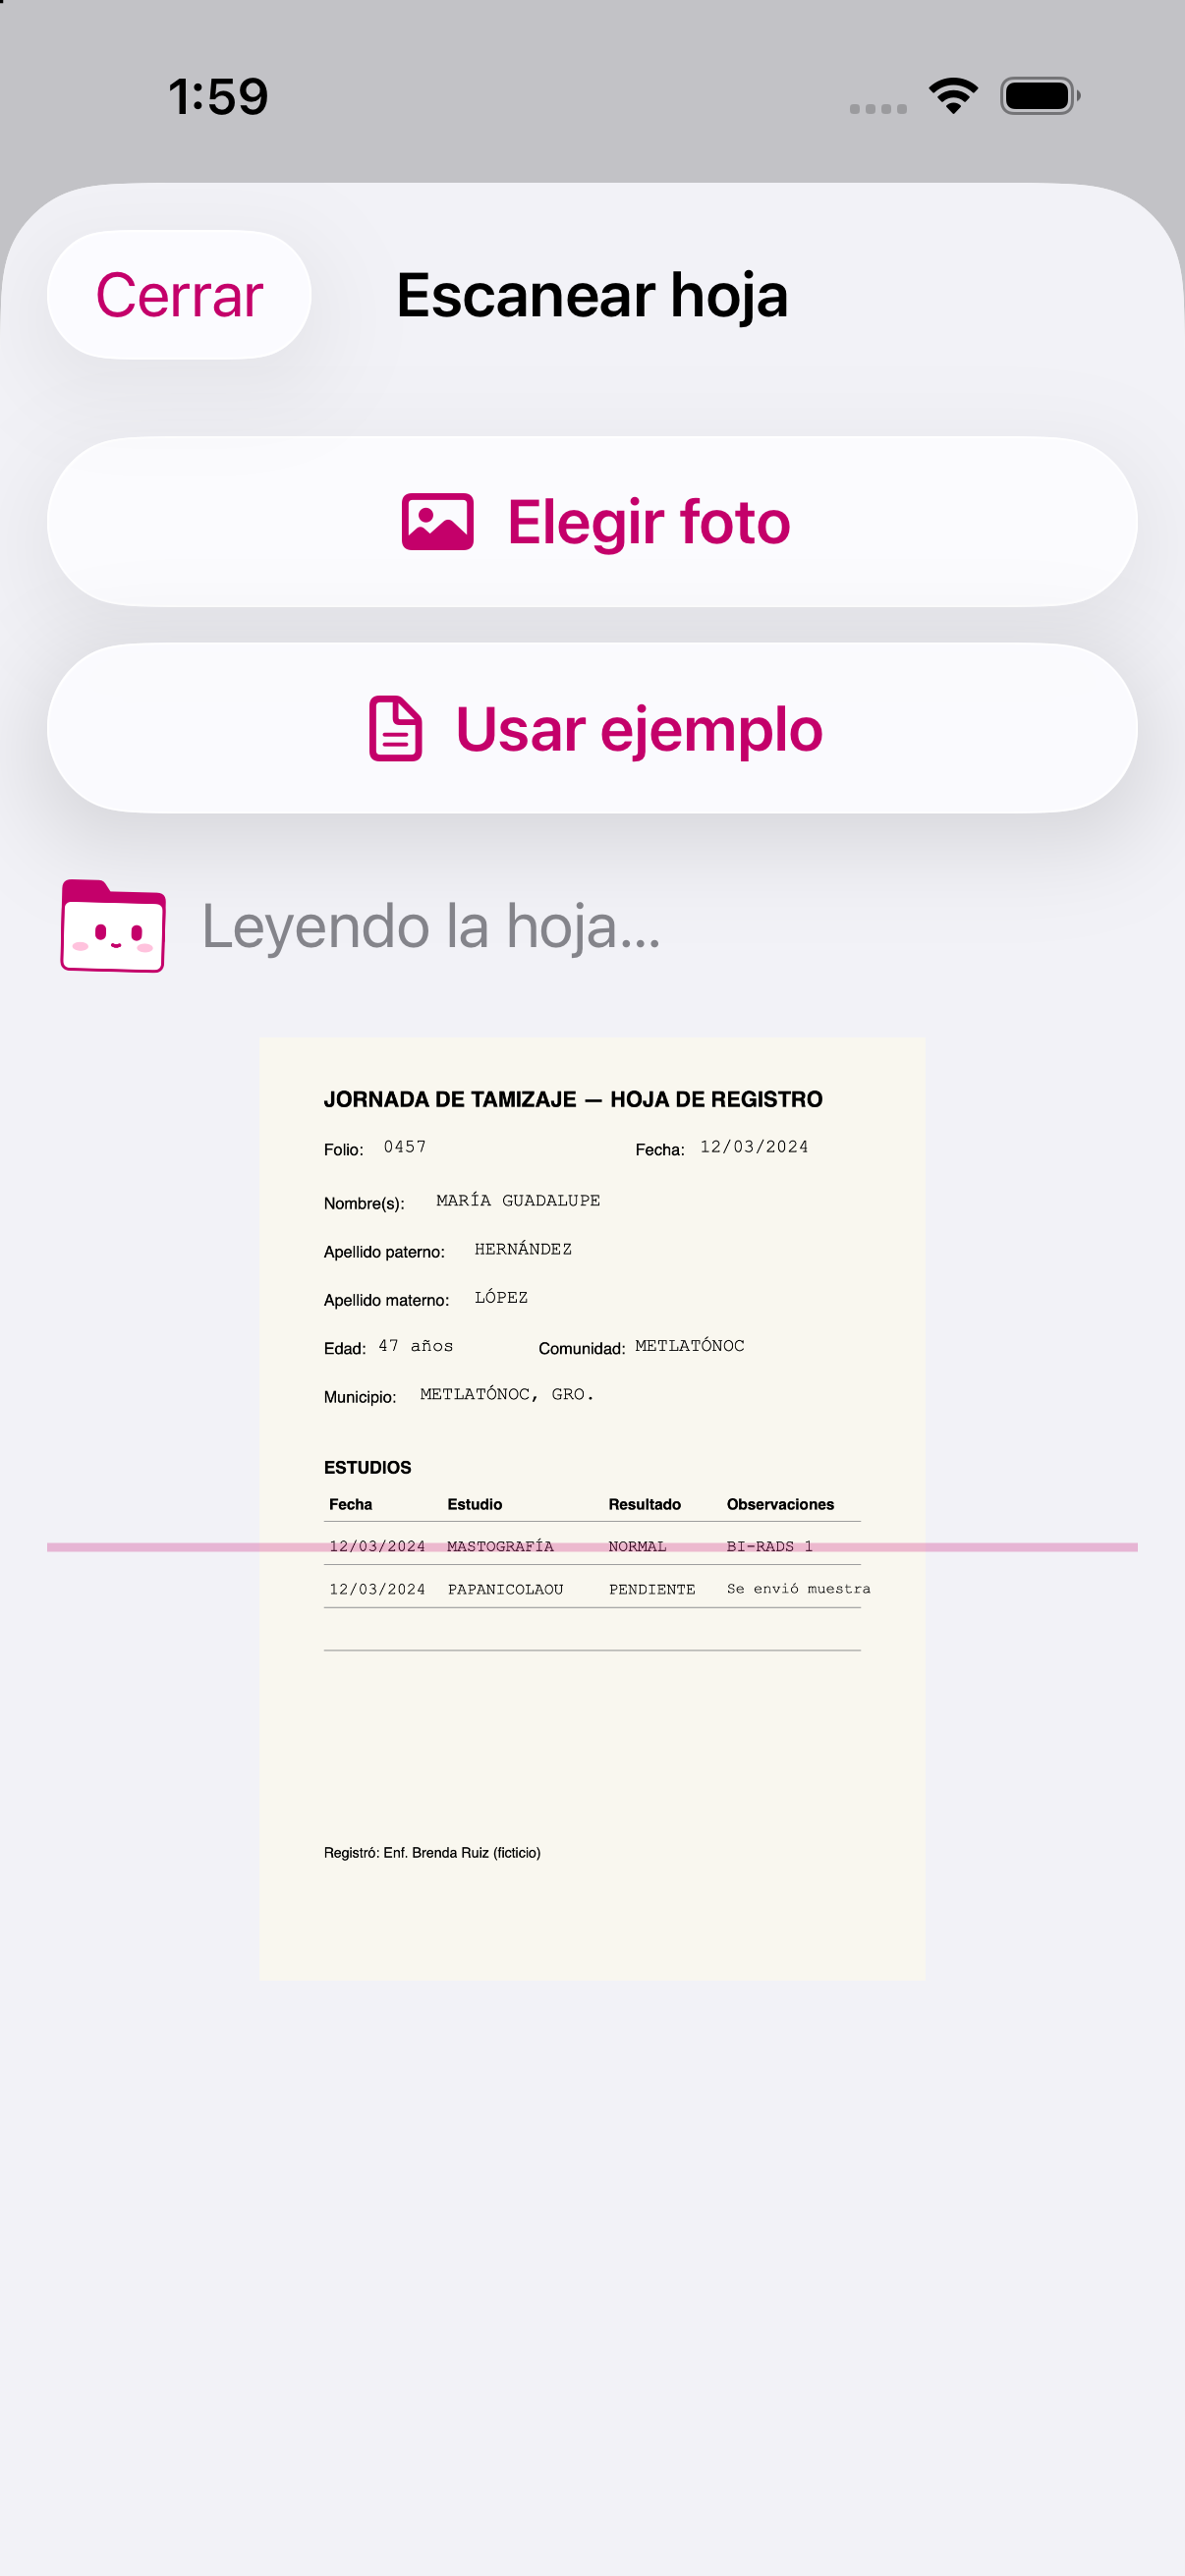 1:59
Cerrar
Escanear hoja
Elegir foto
Usar ejemplo
Leyendo la hoja...
JORNADA DE TAMIZAJE — HOJA DE REGISTRO
Folio: 0457 Fecha: 12/03/2024
Nombre(s): MARÍA GUADALUPE
Apellido paterno: HERNÁNDEZ
Apellido materno: LÓPEZ
Edad: 47 años Comunidad: METLATÓNOC
Municipio: METLATÓNOC, GRO.
ESTUDIOS
Fecha Estudio Resultado Observaciones
12/03/2024 MASTOGRAFÍA NORMAL BI-RADS 1
12/03/2024 PAPANICOLAOU PENDIENTE Se envió muestra
Registró: Enf. Brenda Ruiz (ficticio)